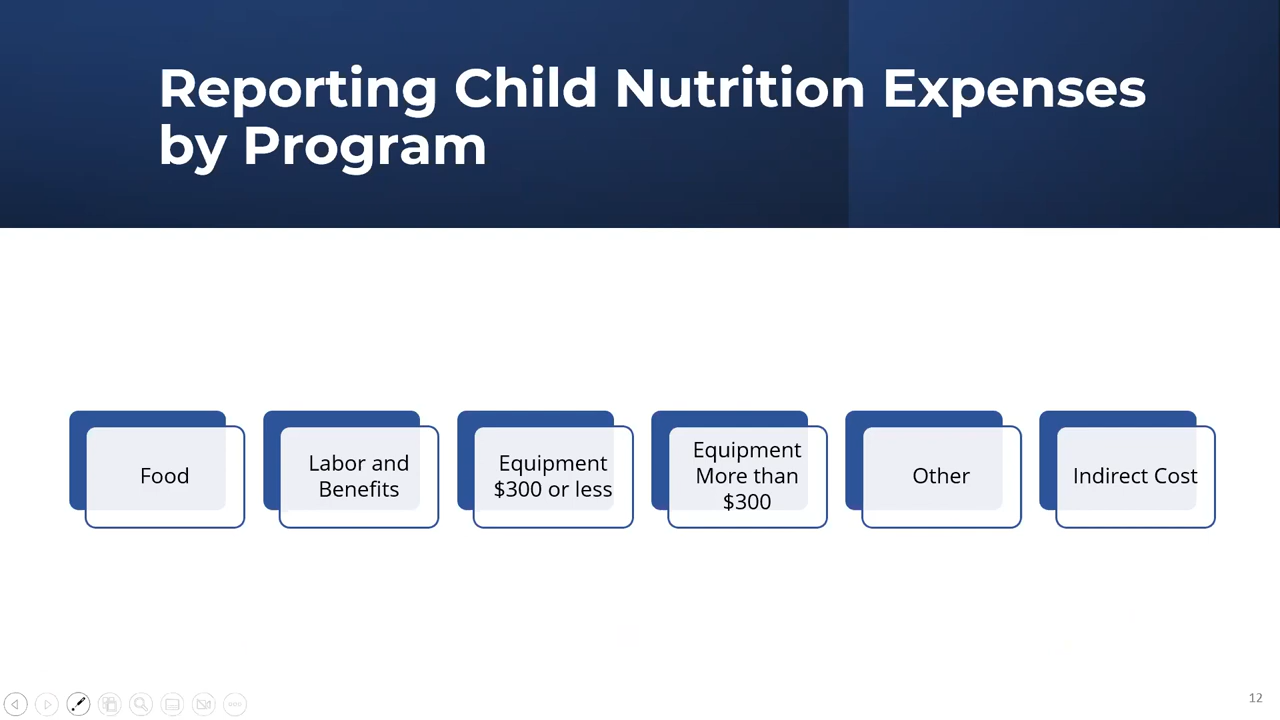 Reporting Child Nutrition Expenses
by Program
Food
Labor and
Benefits
Equipment
$300 or less
Equipment
More than
$300
Other
Indirect Cost
12